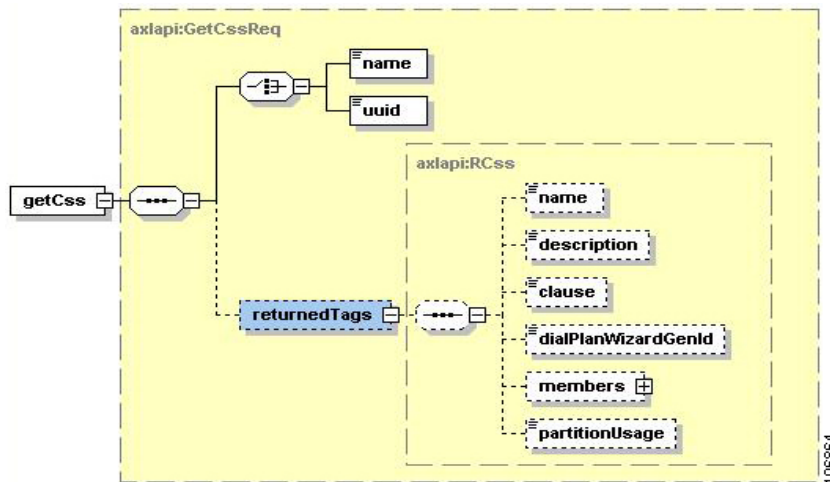 axlapi:GetCssReq
name
uuid
axlapi:RCss
getCss
name
description
clause
returnedTags
dialPlanWizardGenId
members
partitionUsage